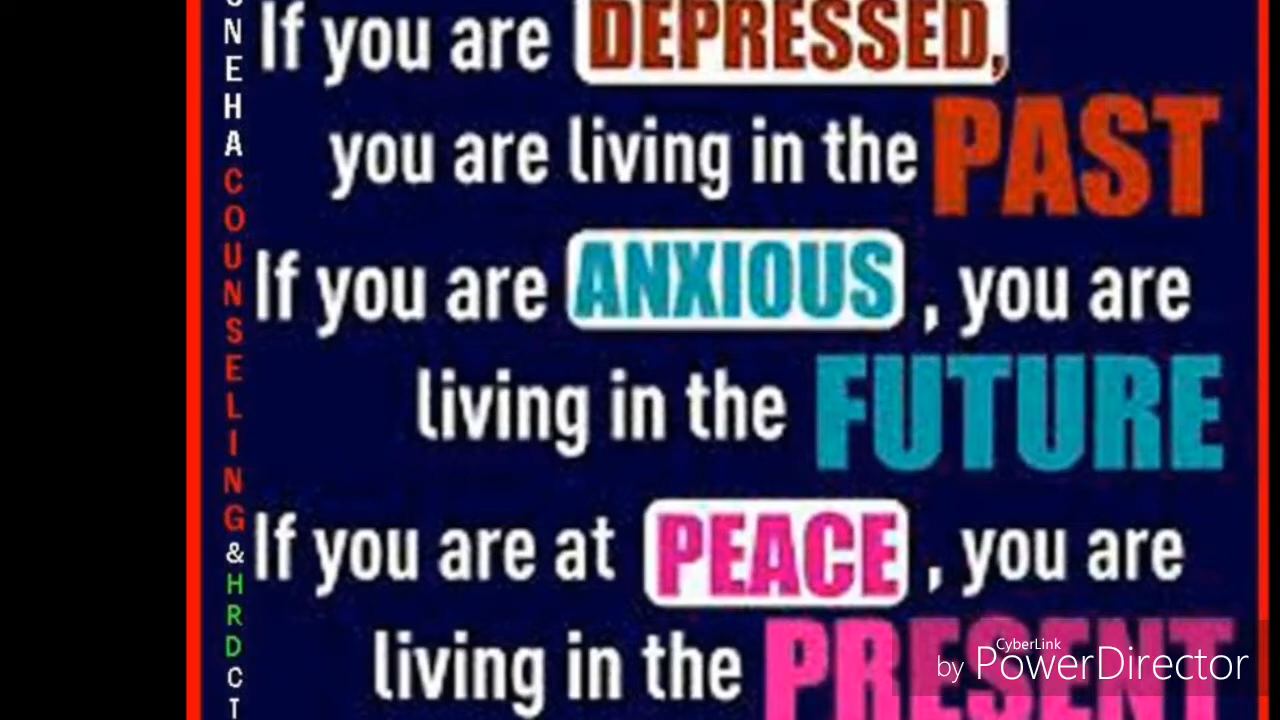 If you are DEPRESSED,
you are living in the PAST
If you are ANXIOUS , you are
living in the FUTURE
If you are at PEACE , you are
living in the PRESENT
NEHA COUNSELING & HRD C
CyberLink
by PowerDirector